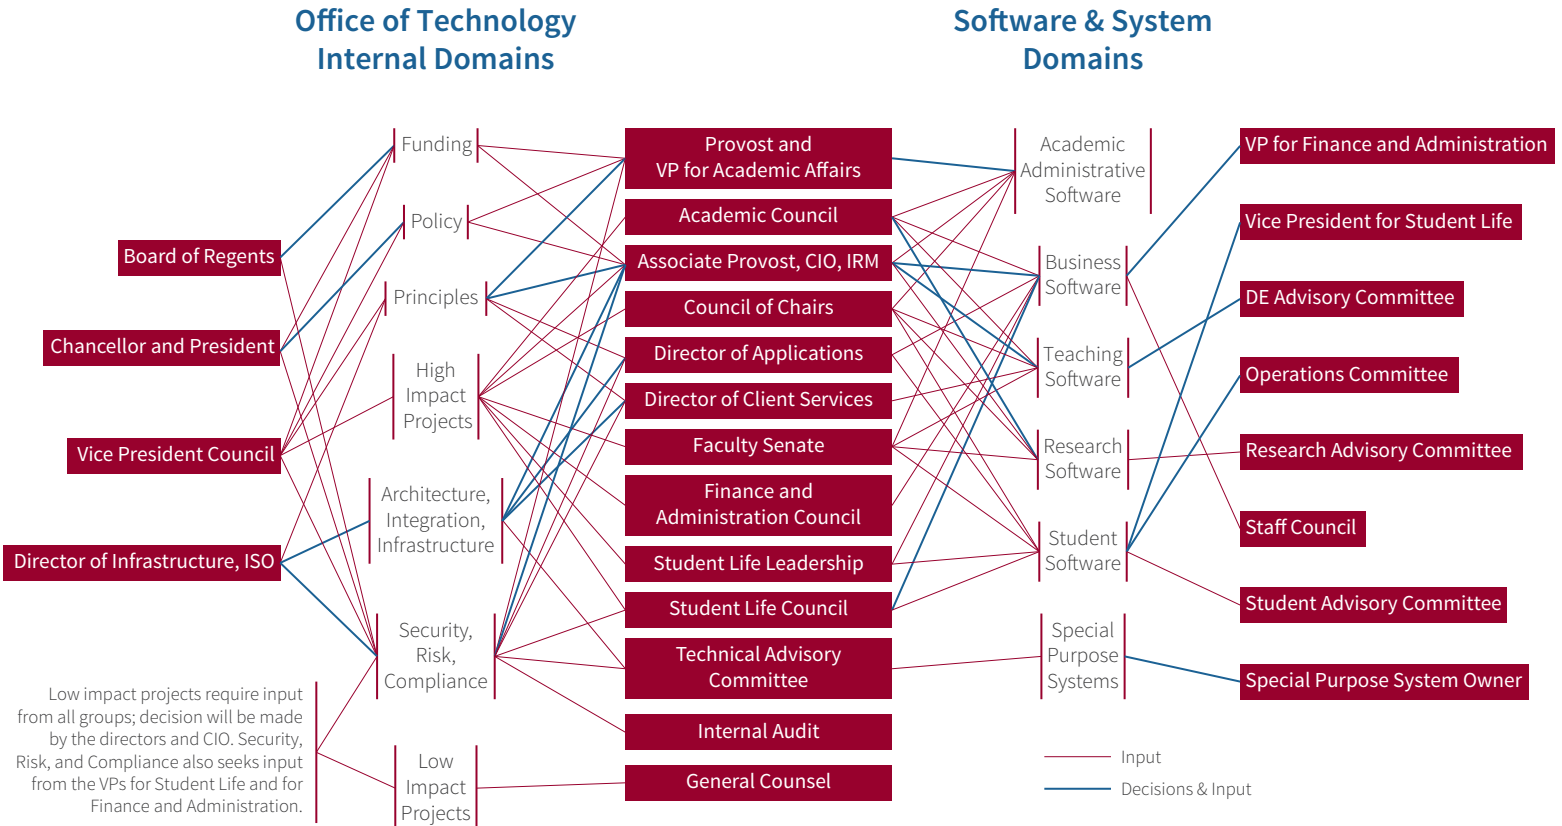 Office of Technology
Internal Domains
Software & System
Domains
Board of Regents
Chancellor and President
Vice President Council
Director of Infrastructure, ISO
Low impact projects require input
from all groups; decision will be made
by the directors and CIO. Security,
Risk, and Compliance also seeks input
from the VPs for Student Life and for
Finance and Administration.
Funding
Policy
Principles
High
Impact
Projects
Architecture,
Integration,
Infrastructure
Security,
Risk,
Compliance
Low
Impact
Projects
Provost and
VP for Academic Affairs
Academic Council
Associate Provost, CIO, IRM
Council of Chairs
Director of Applications
Director of Client Services
Faculty Senate
Finance and
Administration Council
Student Life Leadership
Student Life Council
Technical Advisory
Committee
Internal Audit
General Counsel
Academic
Administrative
Software
Business
Software
Teaching
Software
Research
Software
Student
Software
Special
Purpose
Systems
VP for Finance and Administration
Vice President for Student Life
DE Advisory Committee
Operations Committee
Research Advisory Committee
Staff Council
Student Advisory Committee
Special Purpose System Owner
Input
Decisions & Input